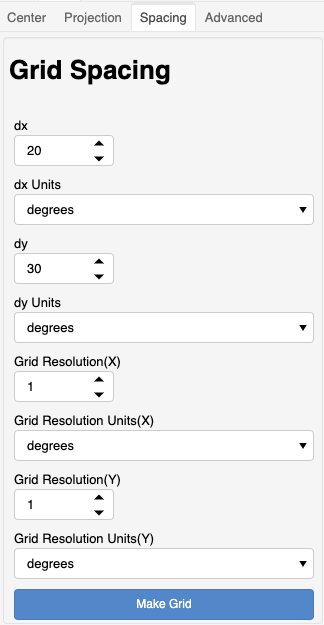 Center Projection Spacing Advanced
Grid Spacing
dx
20
dx Units
degrees
dy
30
dy Units
degrees
Grid Resolution(X)
1
Grid Resolution Units(X)
degrees
Grid Resolution(Y)
1
Grid Resolution Units(Y)
degrees
Make Grid